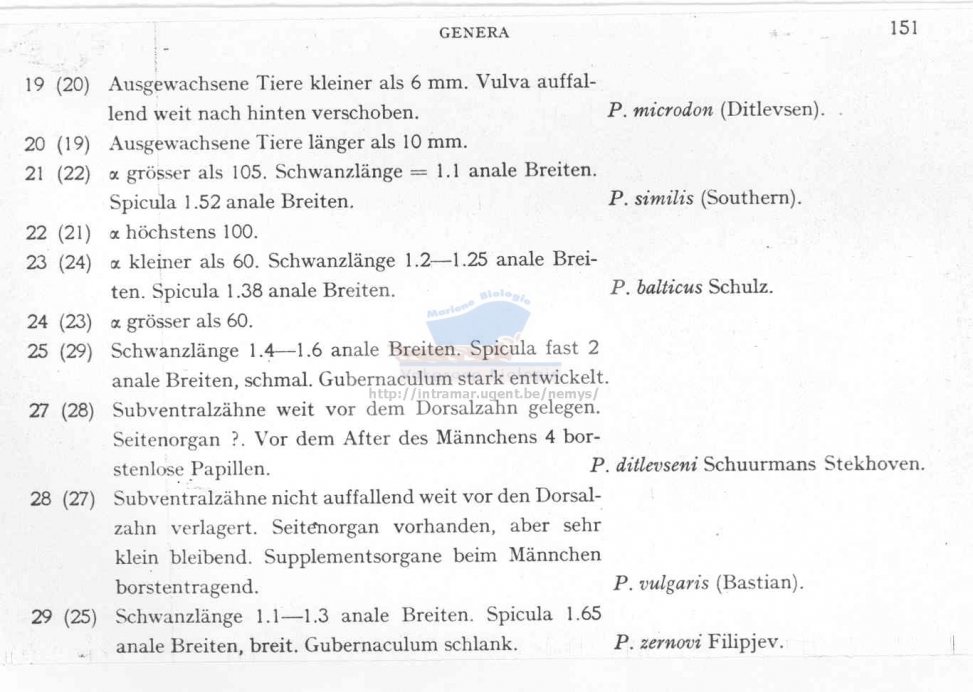 GENERA 151
19 (20) Ausgewachsene Tiere kleiner als 6 mm. Vulva auffal-
lend weit nach hinten verschoben. P. microdon (Ditlevsen).
20 (19) Ausgewachsene Tiere länger als 10 mm.
21 (22) α grösser als 105. Schwanzlänge = 1.1 anale Breiten.
Spicula 1.52 anale Breiten. P. similis (Southern).
22 (21) α höchstens 100.
23 (24) α kleiner als 60. Schwanzlänge 1.2—1.25 anale Brei-
ten. Spicula 1.38 anale Breiten. P. balticus Schulz.
Mariene Biologie
24 (23) α grösser als 60.
25 (29) Schwanzlänge 1.4—1.6 anale Breiten. Spicula fast 2
anale Breiten, schmal. Gubernaculum stark entwickelt.
http://intramar.ugent.be/nemys/
27 (28) Subventralzähne weit vor dem Dorsalzahn gelegen.
Seitenorgan ?. Vor dem After des Männchens 4 bor-
stenlose Papillen. P. ditlevseni Schuurmans Stekhoven.
28 (27) Subventralzähne nicht auffallend weit vor den Dorsal-
zahn verlagert. Seitenorgan vorhanden, aber sehr
klein bleibend. Supplementsorgane beim Männchen
borstentragend. P. vulgaris (Bastian).
29 (25) Schwanzlänge 1.1—1.3 anale Breiten. Spicula 1.65
anale Breiten, breit. Gubernaculum schlank. P. zernovi Filipjev.